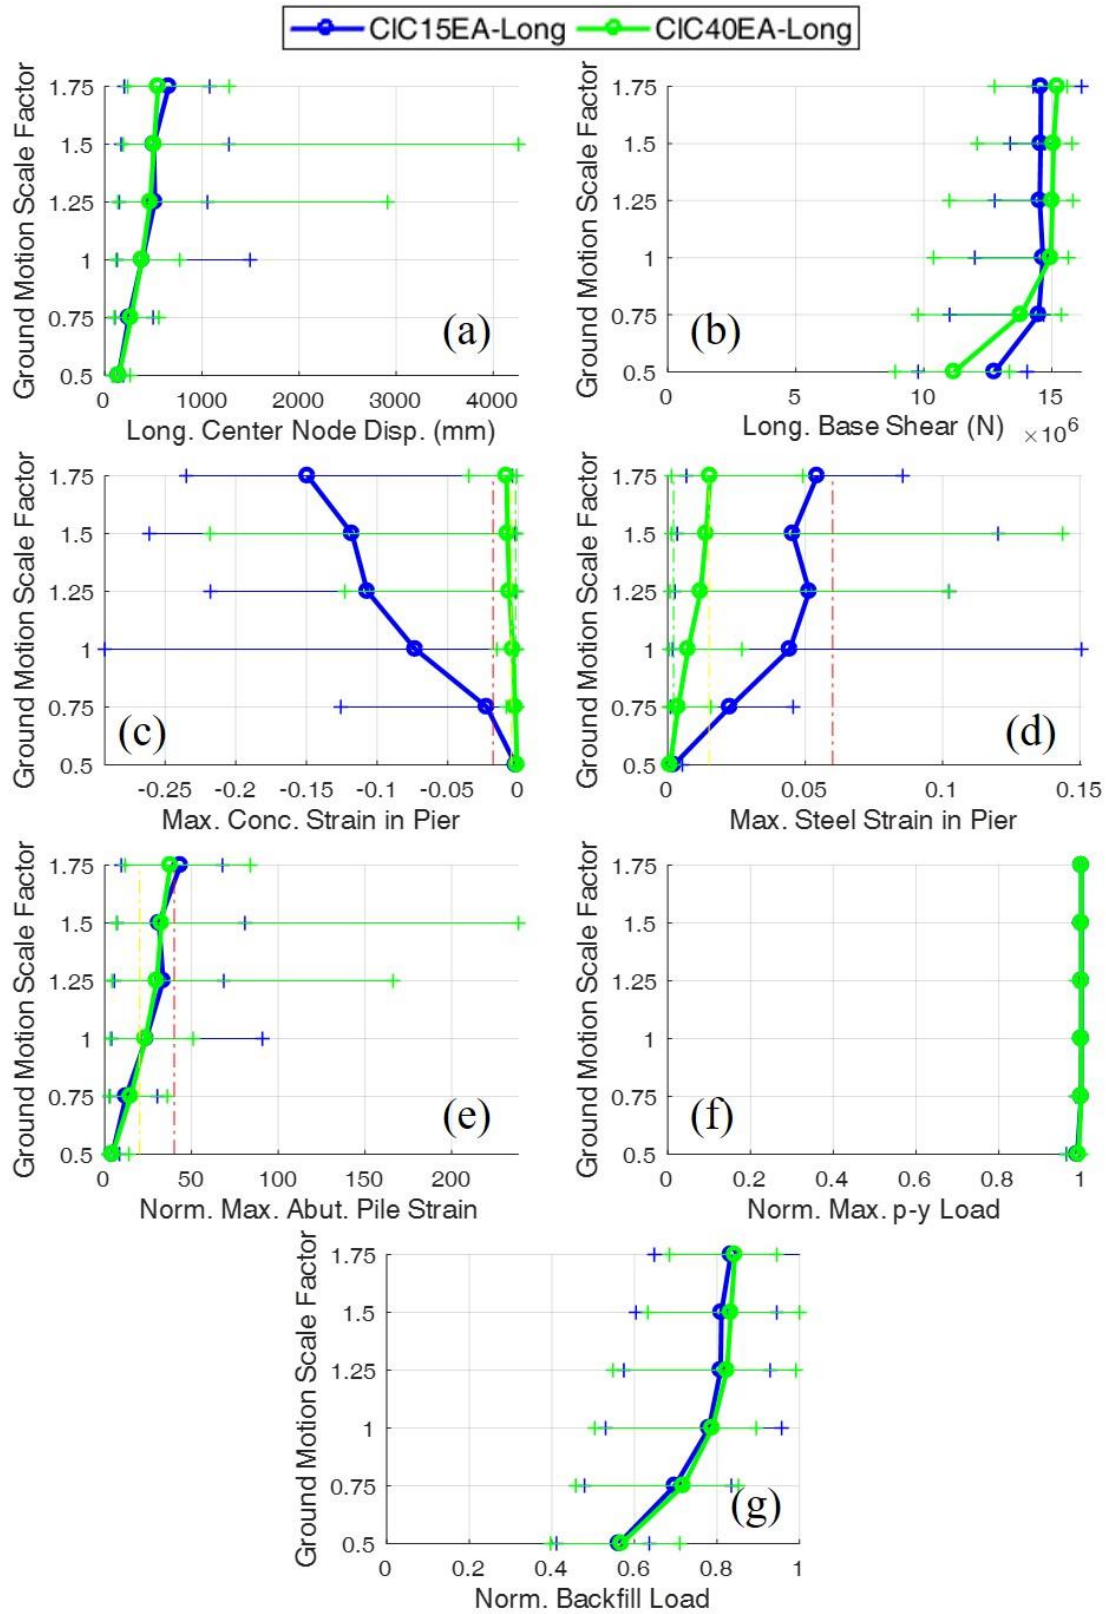 CIC15EA-Long CIC40EA-Long
Ground Motion Scale Factor
1.75
1.5
1.25
1
0.75
0.5
(a)
0 1000 2000 3000 4000
Long. Center Node Disp. (mm)
Ground Motion Scale Factor
1.75
1.5
1.25
1
0.75
0.5
(b)
0 5 10 15
Long. Base Shear (N) ×10^6
Ground Motion Scale Factor
1.75
1.5
1.25
1
0.75
0.5
(c)
-0.25 -0.2 -0.15 -0.1 -0.05 0
Max. Conc. Strain in Pier
Ground Motion Scale Factor
1.75
1.5
1.25
1
0.75
0.5
(d)
0 0.05 0.1 0.15
Max. Steel Strain in Pier
Ground Motion Scale Factor
1.75
1.5
1.25
1
0.75
0.5
(e)
0 50 100 150 200
Norm. Max. Abut. Pile Strain
Ground Motion Scale Factor
1.75
1.5
1.25
1
0.75
0.5
(f)
0 0.2 0.4 0.6 0.8 1
Norm. Max. p-y Load
Ground Motion Scale Factor
1.75
1.5
1.25
1
0.75
0.5
(g)
0 0.2 0.4 0.6 0.8 1
Norm. Backfill Load